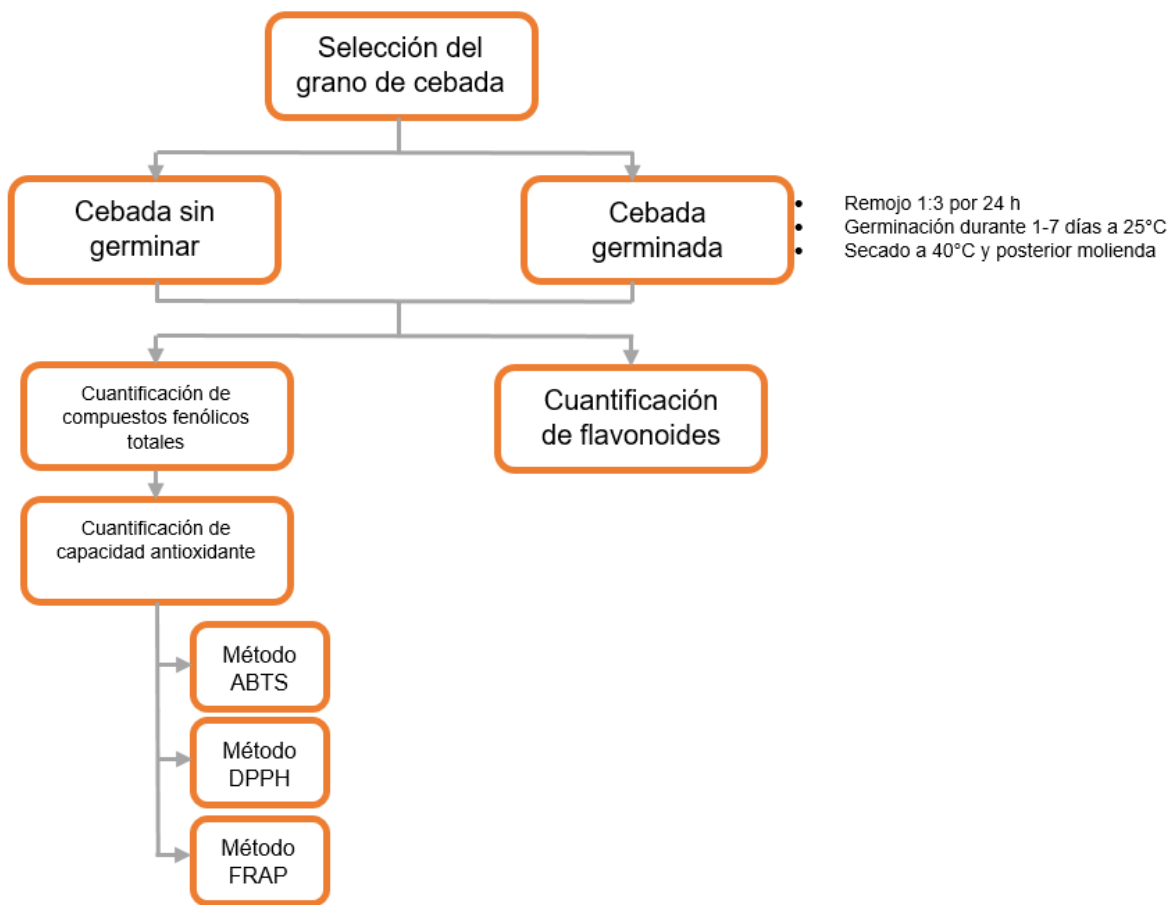 Selección del
grano de cebada
Cebada sin
germinar
Cebada
germinada
• Remojo 1:3 por 24 h
• Germinación durante 1-7 días a 25°C
• Secado a 40°C y posterior molienda
Cuantificación de
compuestos fenólicos
totales
Cuantificación
de flavonoides
Cuantificación de
capacidad antioxidante
Método
ABTS
Método
DPPH
Método
FRAP